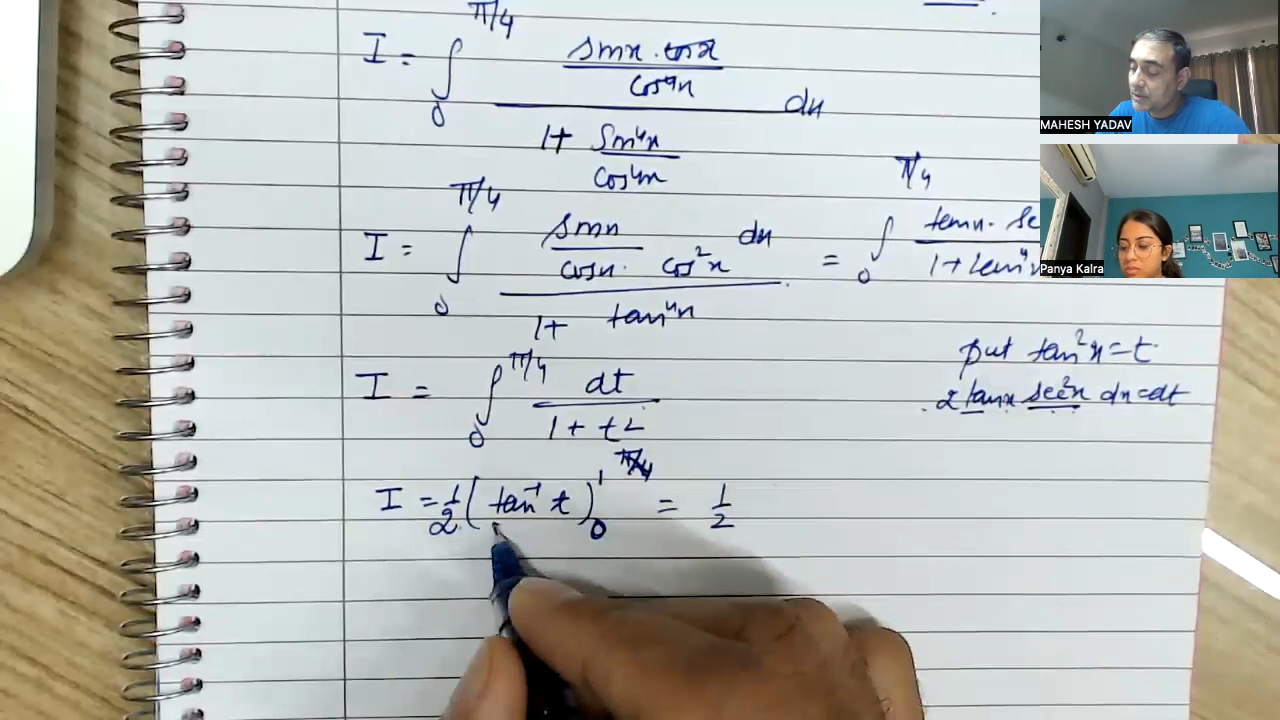 π/4
I = ∫ sinx·cosx
cos⁴x dx
0
1+ sin⁴x
cos⁴x
π/4 π/4
I = ∫ sinx dx = ∫ tanx · se
cosx· cos²x 1+tan⁴x
0 0
1+ tan⁴x
put tan²x=t
π/4
I = ∫ dt
2 tanx sec²x dx=dt
0 1+t²
I = 1/2 ( tan⁻¹ t )₀¹ = 1/2
MAHESH YADAV
Panya Kalra